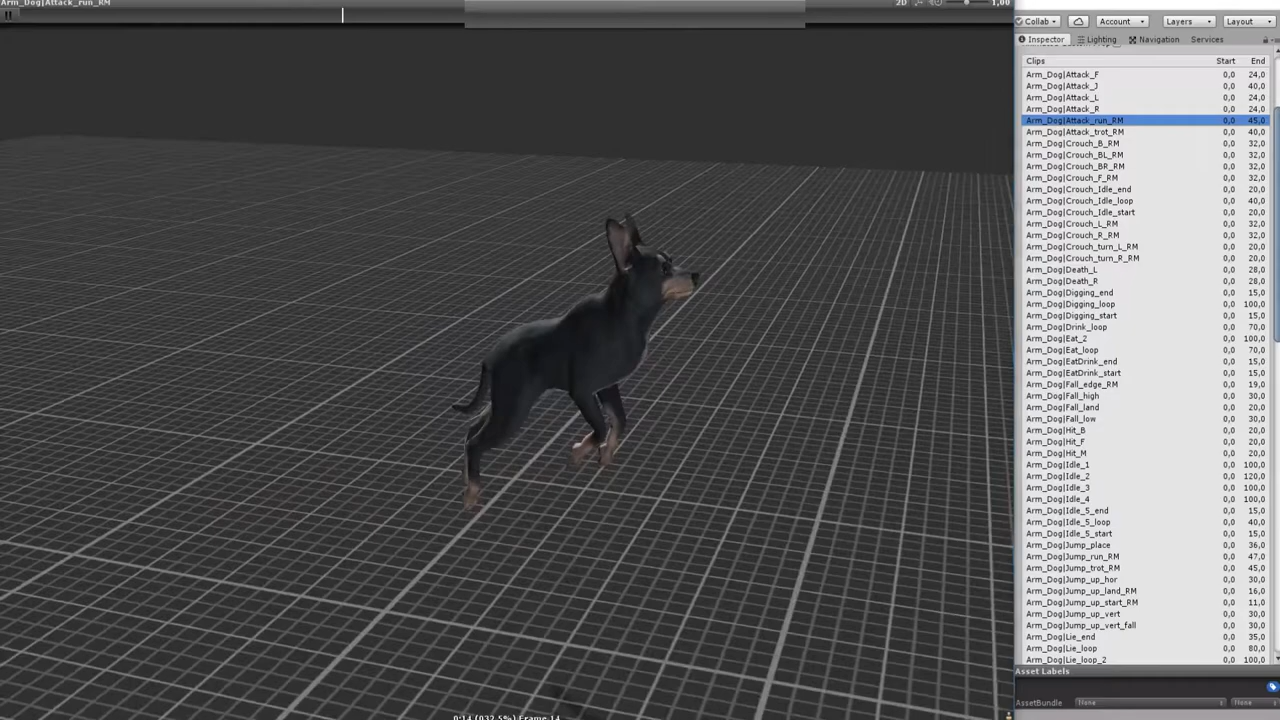 Arm_Dog|Attack_run_RM
2D
1,00
Collab
Account
Layers
Layout
Inspector
Lighting
Navigation
Services
Clips Start End
Arm_Dog|Attack_F 0,0 24,0
Arm_Dog|Attack_J 0,0 40,0
Arm_Dog|Attack_L 0,0 24,0
Arm_Dog|Attack_R 0,0 24,0
Arm_Dog|Attack_run_RM 0,0 45,0
Arm_Dog|Attack_trot_RM 0,0 40,0
Arm_Dog|Crouch_B_RM 0,0 32,0
Arm_Dog|Crouch_BL_RM 0,0 32,0
Arm_Dog|Crouch_BR_RM 0,0 32,0
Arm_Dog|Crouch_F_RM 0,0 32,0
Arm_Dog|Crouch_Idle_end 0,0 20,0
Arm_Dog|Crouch_Idle_loop 0,0 40,0
Arm_Dog|Crouch_Idle_start 0,0 20,0
Arm_Dog|Crouch_L_RM 0,0 32,0
Arm_Dog|Crouch_R_RM 0,0 32,0
Arm_Dog|Crouch_turn_L_RM 0,0 20,0
Arm_Dog|Crouch_turn_R_RM 0,0 20,0
Arm_Dog|Death_L 0,0 28,0
Arm_Dog|Death_R 0,0 28,0
Arm_Dog|Digging_end 0,0 15,0
Arm_Dog|Digging_loop 0,0 100,0
Arm_Dog|Digging_start 0,0 15,0
Arm_Dog|Drink_loop 0,0 70,0
Arm_Dog|Eat_2 0,0 100,0
Arm_Dog|Eat_loop 0,0 70,0
Arm_Dog|EatDrink_end 0,0 15,0
Arm_Dog|EatDrink_start 0,0 15,0
Arm_Dog|Fall_edge_RM 0,0 19,0
Arm_Dog|Fall_high 0,0 30,0
Arm_Dog|Fall_land 0,0 20,0
Arm_Dog|Fall_low 0,0 30,0
Arm_Dog|Hit_B 0,0 20,0
Arm_Dog|Hit_F 0,0 20,0
Arm_Dog|Hit_M 0,0 20,0
Arm_Dog|Idle_1 0,0 100,0
Arm_Dog|Idle_2 0,0 120,0
Arm_Dog|Idle_3 0,0 100,0
Arm_Dog|Idle_4 0,0 100,0
Arm_Dog|Idle_5_end 0,0 15,0
Arm_Dog|Idle_5_loop 0,0 40,0
Arm_Dog|Idle_5_start 0,0 15,0
Arm_Dog|Jump_place 0,0 36,0
Arm_Dog|Jump_run_RM 0,0 47,0
Arm_Dog|Jump_trot_RM 0,0 45,0
Arm_Dog|Jump_up_hor 0,0 30,0
Arm_Dog|Jump_up_land_RM 0,0 16,0
Arm_Dog|Jump_up_start_RM 0,0 11,0
Arm_Dog|Jump_up_vert 0,0 30,0
Arm_Dog|Jump_up_vert_fall 0,0 30,0
Arm_Dog|Lie_end 0,0 35,0
Arm_Dog|Lie_loop 0,0 80,0
Arm_Dog|Lie_loop_2 0,0 100,0
Asset Labels
AssetBundle None None
0:14 (032,5%) Frame 14